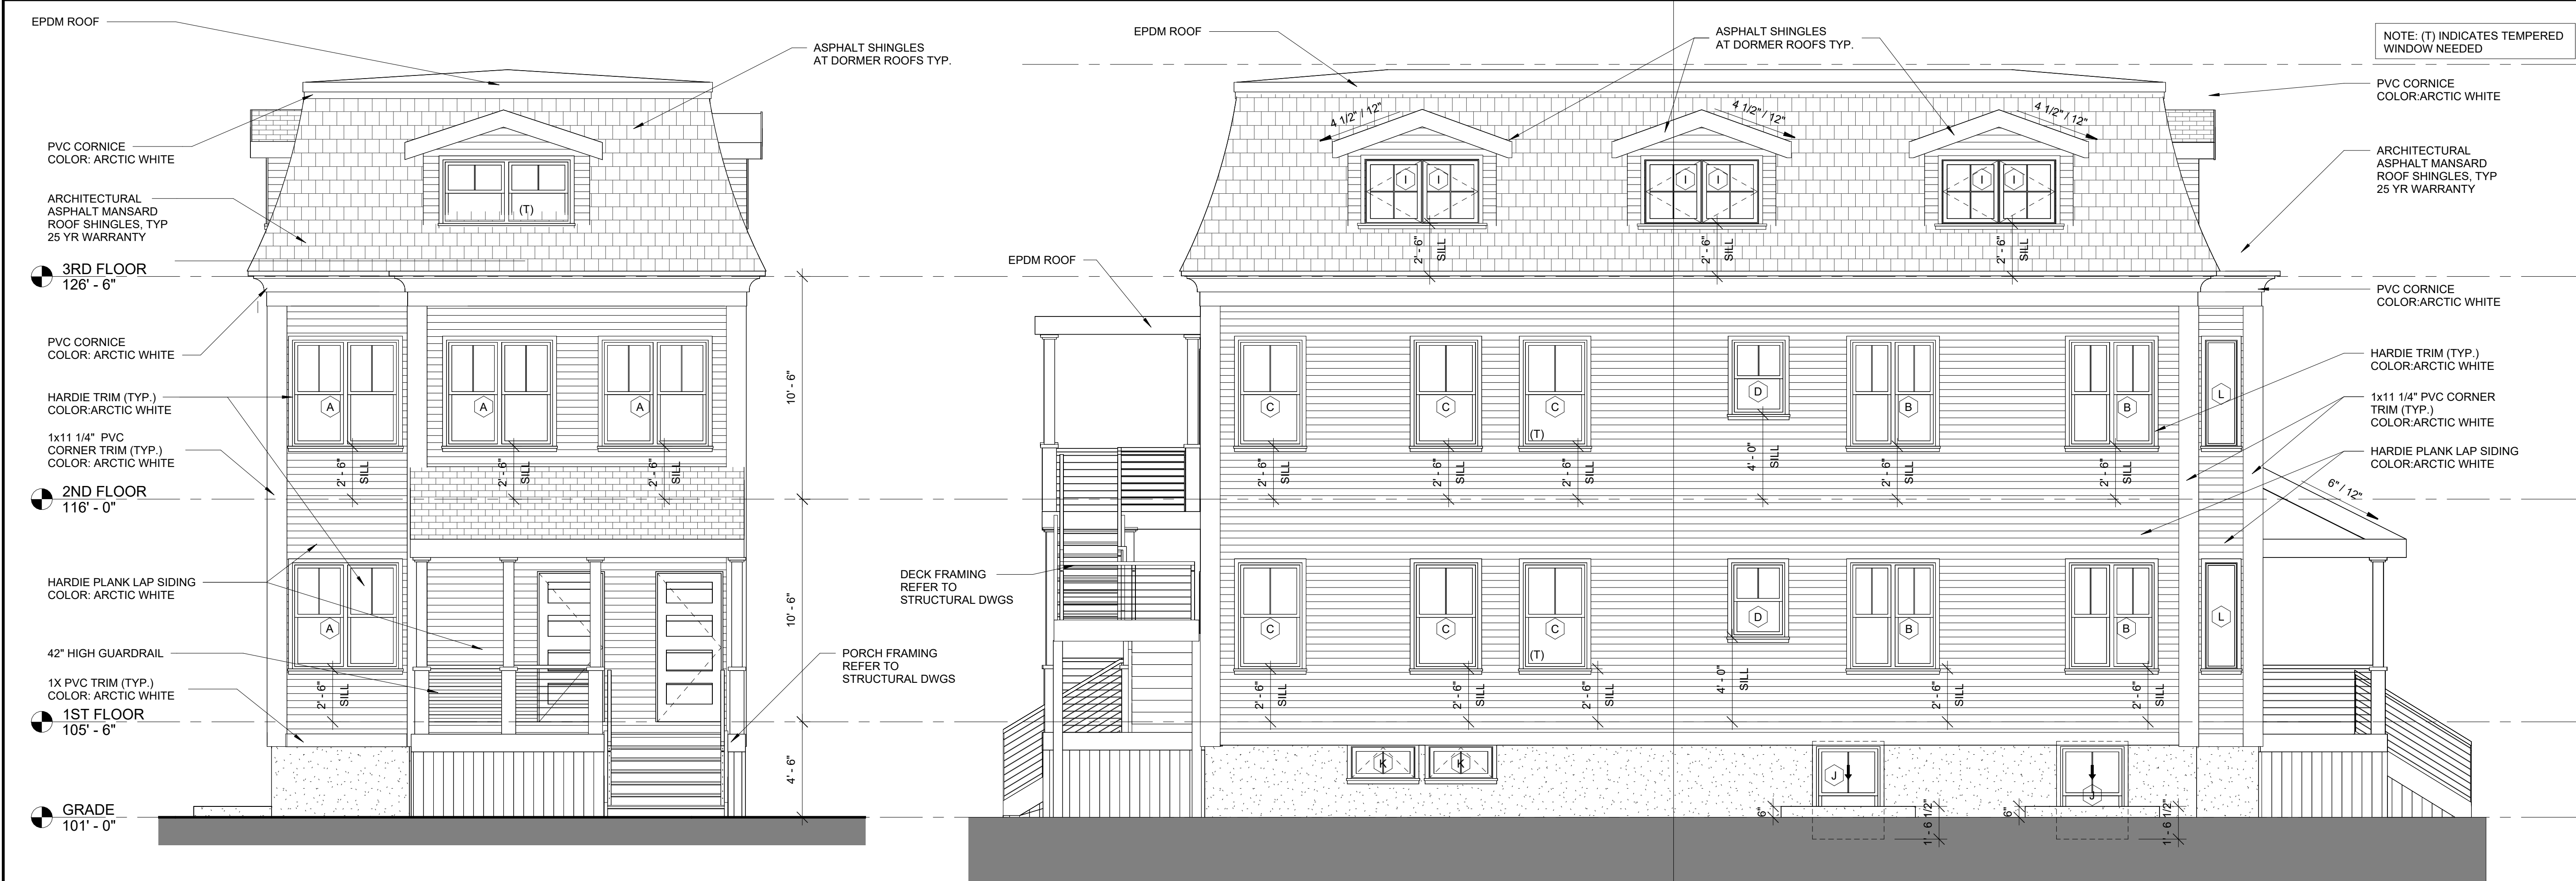 EPDM ROOF
ASPHALT SHINGLES
AT DORMER ROOFS TYP.
PVC CORNICE
COLOR: ARCTIC WHITE
ARCHITECTURAL
ASPHALT MANSARD
ROOF SHINGLES, TYP
25 YR WARRANTY
(T)
3RD FLOOR
126' - 6"
PVC CORNICE
COLOR: ARCTIC WHITE
HARDIE TRIM (TYP.)
COLOR:ARCTIC WHITE
A
A
A
10' - 6"
1x11 1/4" PVC
CORNER TRIM (TYP.)
COLOR: ARCTIC WHITE
2' - 6"
SILL
2' - 6"
SILL
2' - 6"
SILL
2ND FLOOR
116' - 0"
HARDIE PLANK LAP SIDING
COLOR: ARCTIC WHITE
A
10' - 6"
42" HIGH GUARDRAIL
PORCH FRAMING
REFER TO
STRUCTURAL DWGS
1X PVC TRIM (TYP.)
COLOR: ARCTIC WHITE
2' - 6"
SILL
1ST FLOOR
105' - 6"
4' - 6"
GRADE
101' - 0"
EPDM ROOF
ASPHALT SHINGLES
AT DORMER ROOFS TYP.
NOTE: (T) INDICATES TEMPERED
WINDOW NEEDED
PVC CORNICE
COLOR:ARCTIC WHITE
4 1/2" / 12"
4 1/2" / 12"
4 1/2" / 12"
ARCHITECTURAL
ASPHALT MANSARD
ROOF SHINGLES, TYP
25 YR WARRANTY
I
I
I
I
I
I
2' - 6"
SILL
2' - 6"
SILL
2' - 6"
SILL
EPDM ROOF
PVC CORNICE
COLOR:ARCTIC WHITE
HARDIE TRIM (TYP.)
COLOR:ARCTIC WHITE
C
C
C
(T)
D
B
B
L
1x11 1/4" PVC CORNER
TRIM (TYP.)
COLOR:ARCTIC WHITE
HARDIE PLANK LAP SIDING
COLOR:ARCTIC WHITE
2' - 6"
SILL
2' - 6"
SILL
2' - 6"
SILL
4' - 0"
SILL
2' - 6"
SILL
2' - 6"
SILL
6" / 12"
DECK FRAMING
REFER TO
STRUCTURAL DWGS
C
C
C
(T)
D
B
B
L
2' - 6"
SILL
2' - 6"
SILL
2' - 6"
SILL
4' - 0"
SILL
2' - 6"
SILL
2' - 6"
SILL
K
K
J
J
6"
1' - 6 1/2"
6"
1' - 6 1/2"